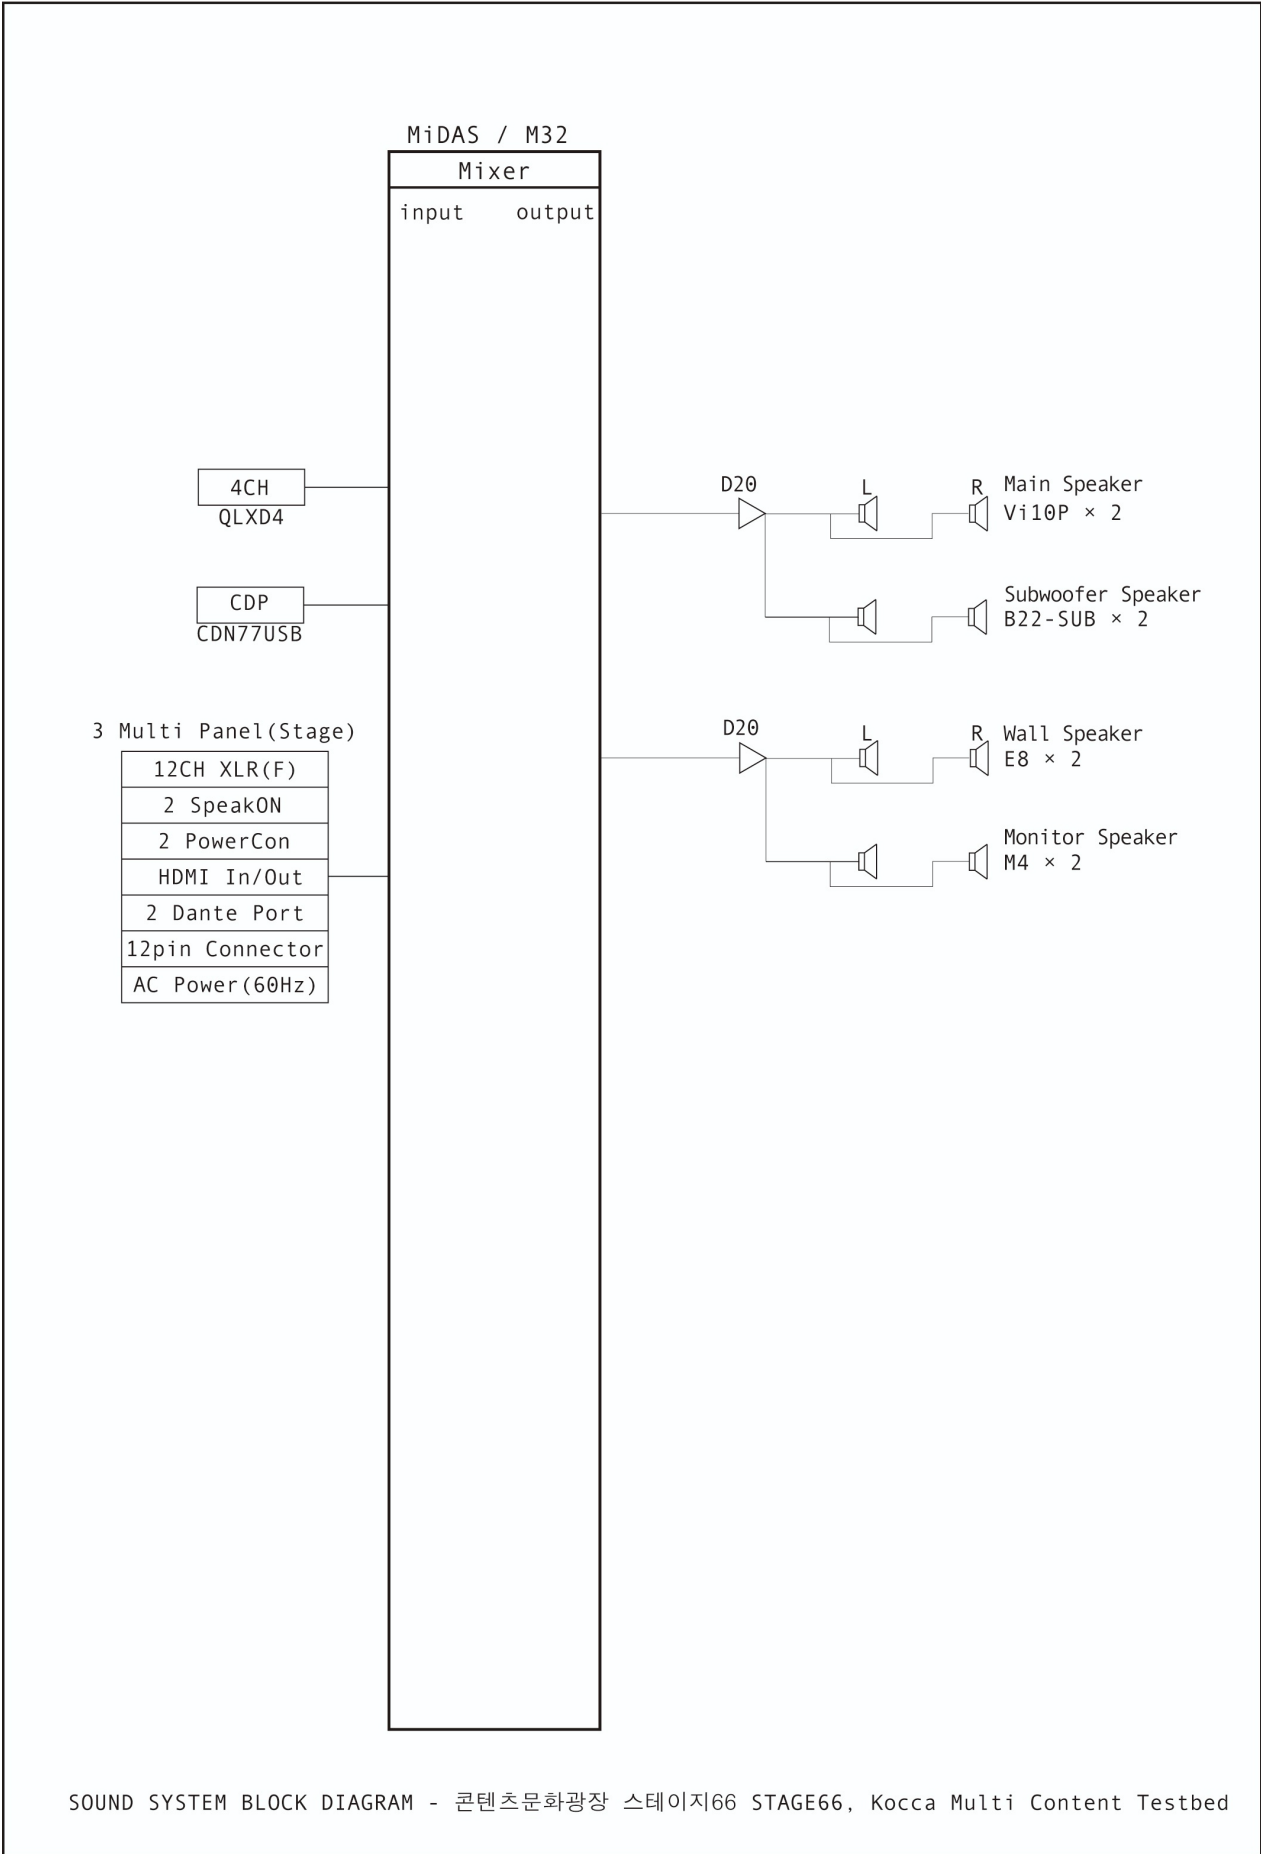 MiDAS / M32
Mixer
input output
4CH
QLXD4
CDP
CDN77USB
3 Multi Panel(Stage)
12CH XLR(F)
2 SpeakON
2 PowerCon
HDMI In/Out
2 Dante Port
12pin Connector
AC Power(60Hz)
D20
L
R
Main Speaker
Vi10P × 2
Subwoofer Speaker
B22-SUB × 2
D20
L
R
Wall Speaker
E8 × 2
Monitor Speaker
M4 × 2
SOUND SYSTEM BLOCK DIAGRAM - 콘텐츠문화광장 스테이지66 STAGE66, Kocca Multi Content Testbed